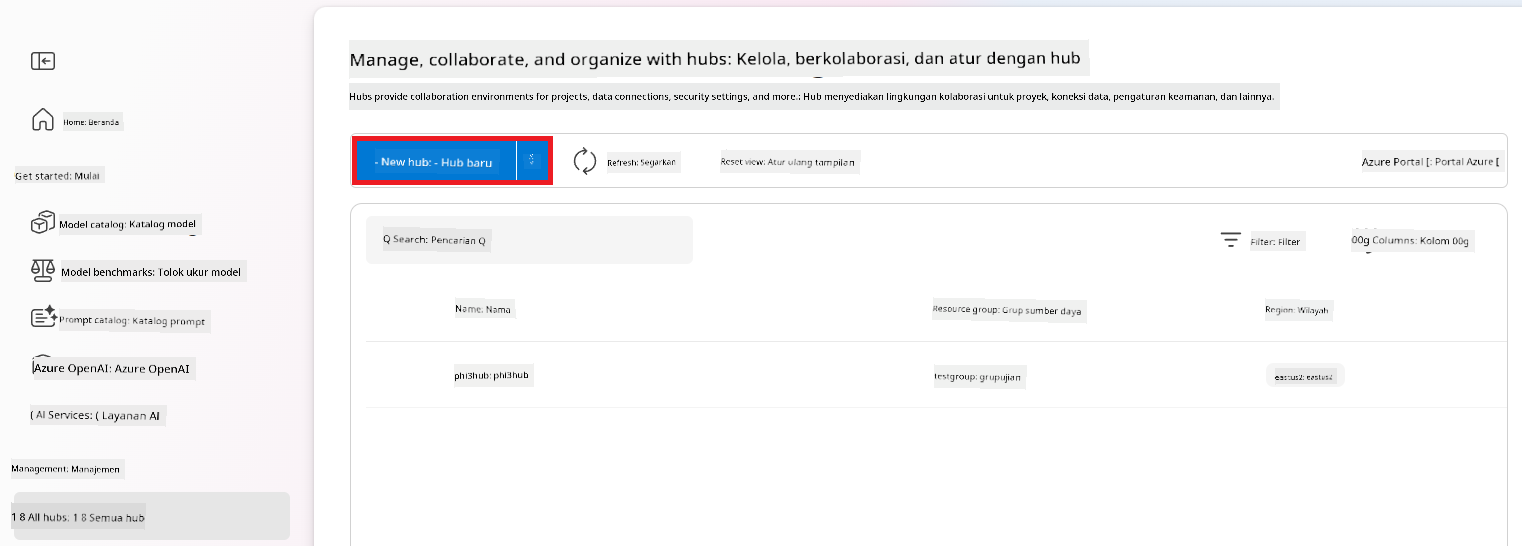 Manage, collaborate, and organize with hubs: Kelola, berkolaborasi, dan atur dengan hub
Hubs provide collaboration environments for projects, data connections, security settings, and more.: Hub menyediakan lingkungan kolaborasi untuk proyek, koneksi data, pengaturan keamanan, dan lainnya.
Home: Beranda
- New hub: - Hub baru
Refresh: Segarkan
Reset view: Atur ulang tampilan
Azure Portal [: Portal Azure [
Get started: Mulai
Model catalog: Katalog model
Model benchmarks: Tolok ukur model
Prompt catalog: Katalog prompt
Azure OpenAI: Azure OpenAI
( AI Services: ( Layanan AI
Management: Manajemen
1 8 All hubs: 1 8 Semua hub
Q Search: Pencarian Q
Filter: Filter
00g Columns: Kolom 00g
Name: Nama
Resource group: Grup sumber daya
Region: Wilayah
phi3hub: phi3hub
testgroup: grupujian
eastus2: eastus2